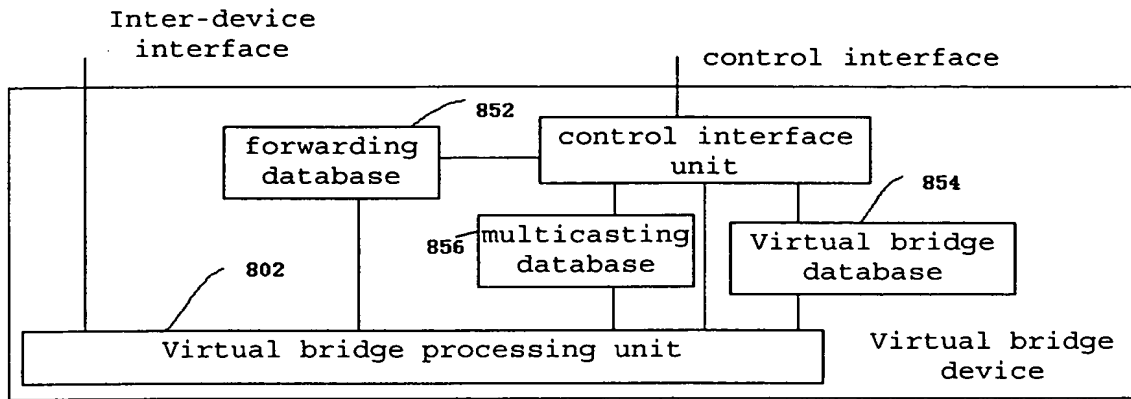 Inter-device
interface
control interface
852
forwarding
database
control interface
unit
854
856
multicasting
database
Virtual bridge
database
802
Virtual bridge processing unit
Virtual bridge
device